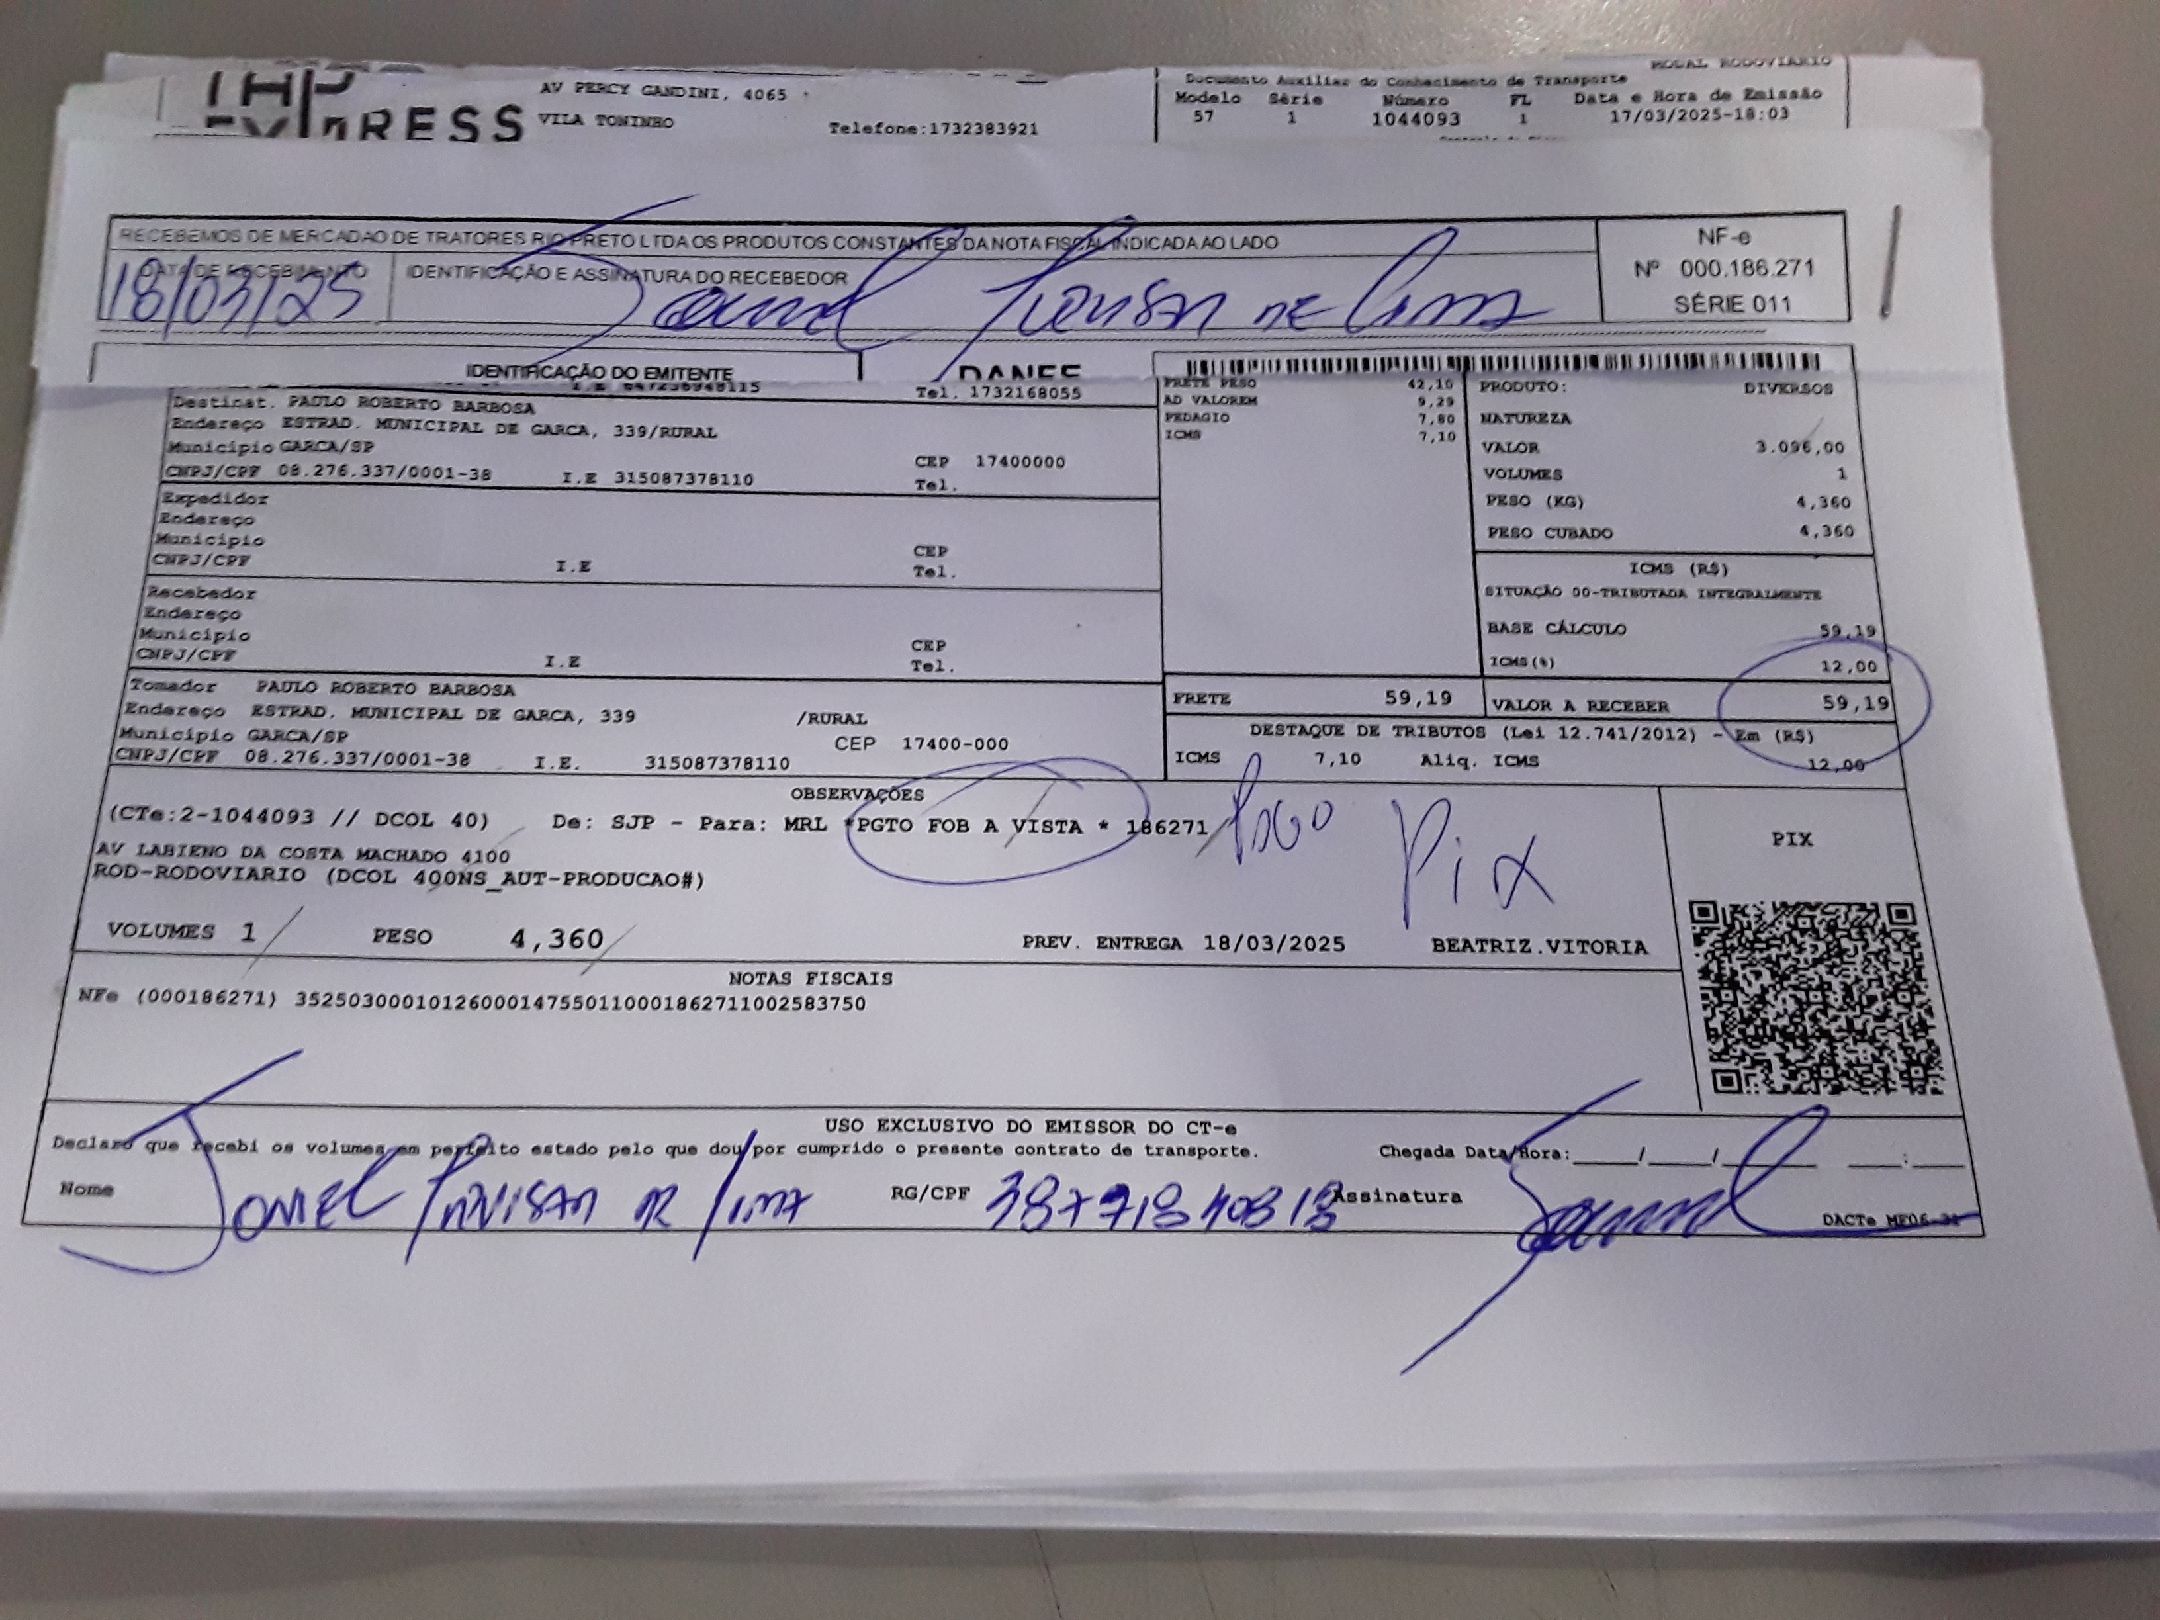 AV PERCY GANDINI, 4065
VILA TONINHO
Telefone:1732383921
MODAL RODOVIARIO
Documento Auxiliar do Conhecimento de Transporte
Modelo Série Número FL Data e Hora de Emissão
57 1 1044093 1 17/03/2025-18:03
RECEBEMOS DE MERCADAO DE TRATORES RIO PRETO LTDA OS PRODUTOS CONSTANTES DA NOTA FISCAL INDICADA AO LADO
DATA DE RECEBIMENTO
18/03/25
IDENTIFICAÇÃO E ASSINATURA DO RECEBEDOR
NF-e
Nº 000.186.271
SÉRIE 011
IDENTIFICAÇÃO DO EMITENTE
DANFE
Tel. 1732168055
Destinat. PAULO ROBERTO BARBOSA
Endereço ESTRAD. MUNICIPAL DE GARCA, 339/RURAL
Município GARCA/SP
CEP 17400000
CNPJ/CPF 08.276.337/0001-38 I.E 315087378110 Tel.
Expedidor
Endereço
Município CEP
CNPJ/CPF I.E Tel.
Recebedor
Endereço
Município CEP
CNPJ/CPF I.E Tel.
Tomador PAULO ROBERTO BARBOSA
Endereço ESTRAD. MUNICIPAL DE GARCA, 339 /RURAL
Município GARCA/SP CEP 17400-000
CNPJ/CPF 08.276.337/0001-38 I.E. 315087378110
FRETE PESO 42,10
AD VALOREM 9,29
PEDAGIO 7,80
ICMS 7,10
PRODUTO: DIVERSOS
NATUREZA
VALOR 3.096,00
VOLUMES 1
PESO (KG) 4,360
PESO CUBADO 4,360
ICMS (R$)
SITUAÇÃO 00-TRIBUTADA INTEGRALMENTE
BASE CÁLCULO 59,19
ICMS(%) 12,00
FRETE 59,19
VALOR A RECEBER 59,19
DESTAQUE DE TRIBUTOS (Lei 12.741/2012) - Em (R$)
ICMS 7,10 Aliq. ICMS 12,00
OBSERVAÇÕES
(CTe:2-1044093 // DCOL 40) De: SJP - Para: MRL *PGTO FOB A VISTA * 186271
AV LABIENO DA COSTA MACHADO 4100
ROD-RODOVIARIO (DCOL 400NS_AUT-PRODUCAO#)
Pago Pix
VOLUMES 1 PESO 4,360
PREV. ENTREGA 18/03/2025 BEATRIZ.VITORIA
PIX
NOTAS FISCAIS
NFe (000186271) 35250300010126000147550110001862711002583750
USO EXCLUSIVO DO EMISSOR DO CT-e
Declaro que recebi os volumes em perfeito estado pelo que dou por cumprido o presente contrato de transporte.
Chegada Data/Hora:_____/_____/_______ ____:____
Nome
RG/CPF
Assinatura
DACTe